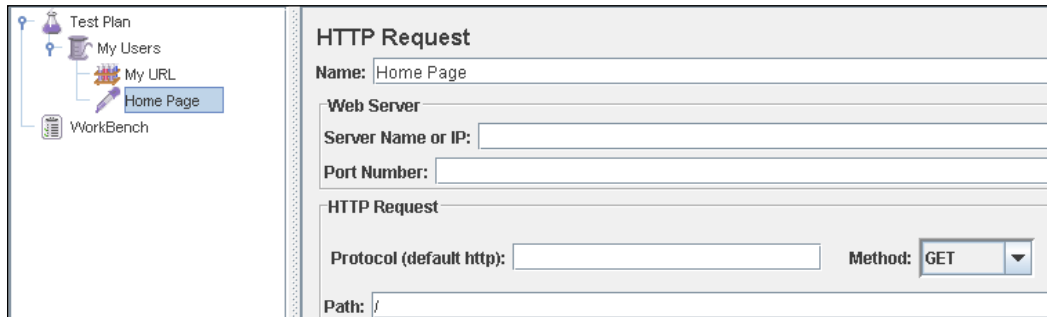 Test Plan
My Users
My URL
Home Page
WorkBench
HTTP Request
Name: Home Page
Web Server
Server Name or IP:
Port Number:
HTTP Request
Protocol (default http): Method: GET
Path: /